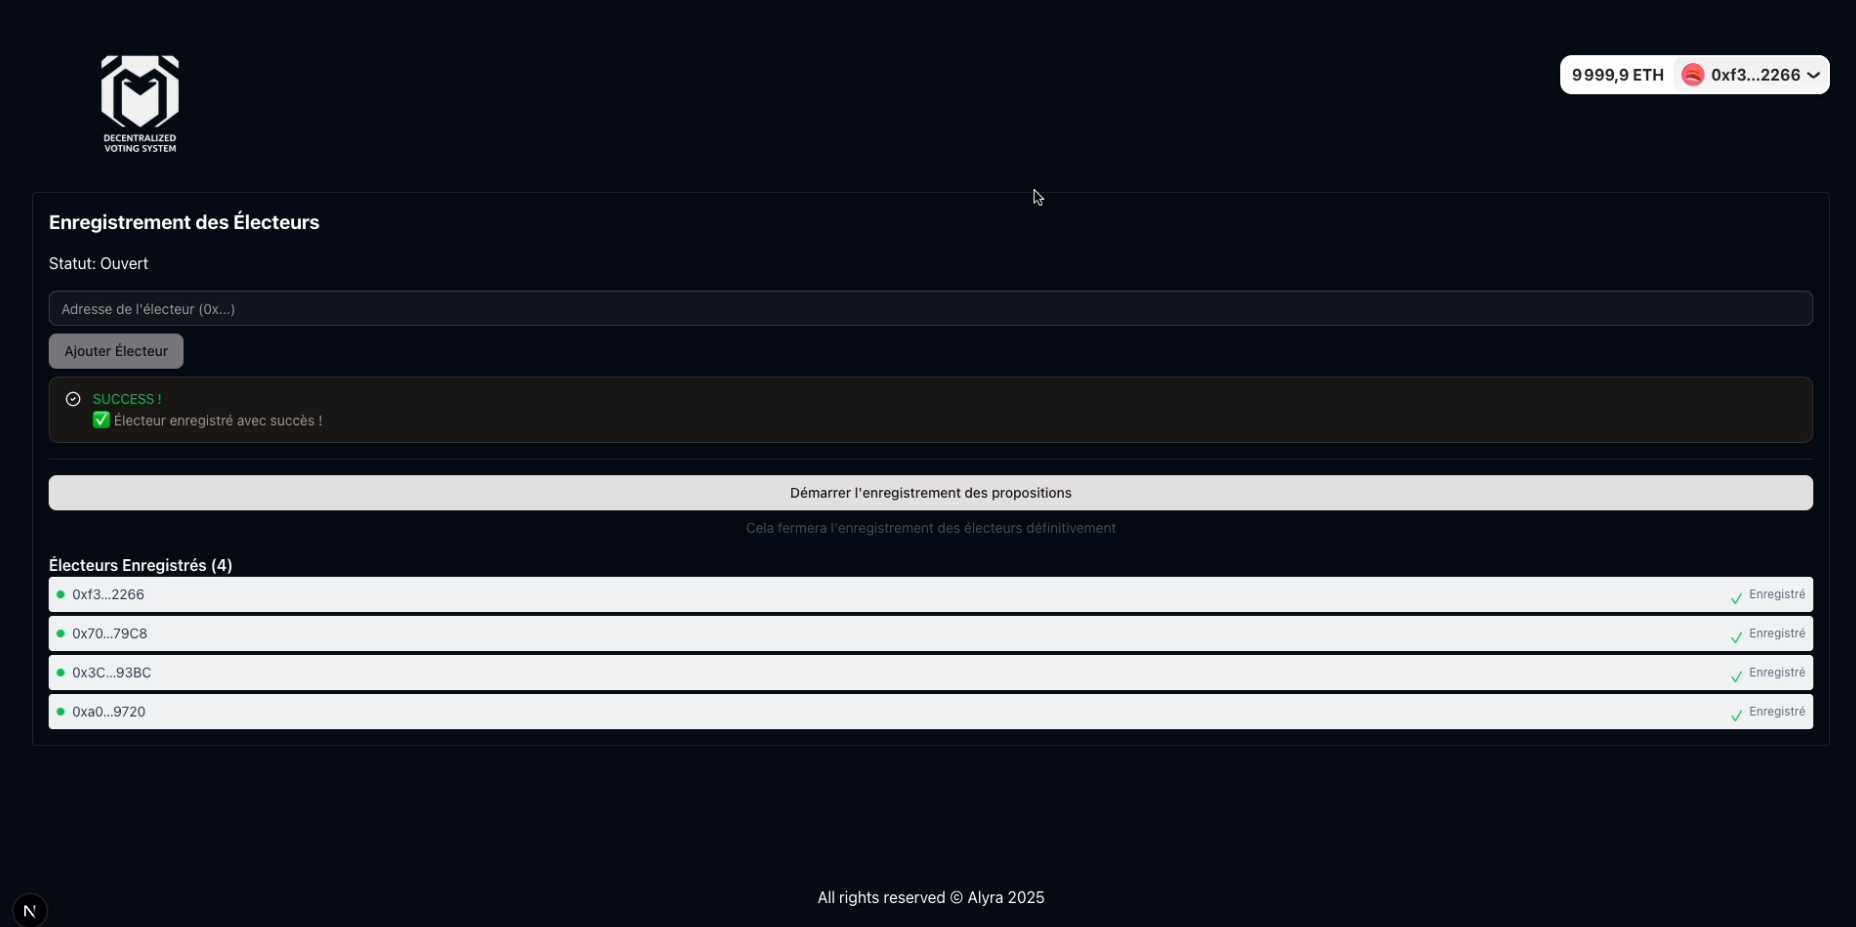 DECENTRALIZED
VOTING SYSTEM
9 999,9 ETH 0xf3...2266
Enregistrement des Électeurs
Statut: Ouvert
Adresse de l'électeur (0x...)
Ajouter Électeur
SUCCESS !
✅ Électeur enregistré avec succès !
Démarrer l'enregistrement des propositions
Cela fermera l'enregistrement des électeurs définitivement
Électeurs Enregistrés (4)
0xf3...2266 ✓ Enregistré
0x70...79C8 ✓ Enregistré
0x3C...93BC ✓ Enregistré
0xa0...9720 ✓ Enregistré
All rights reserved © Alyra 2025
N